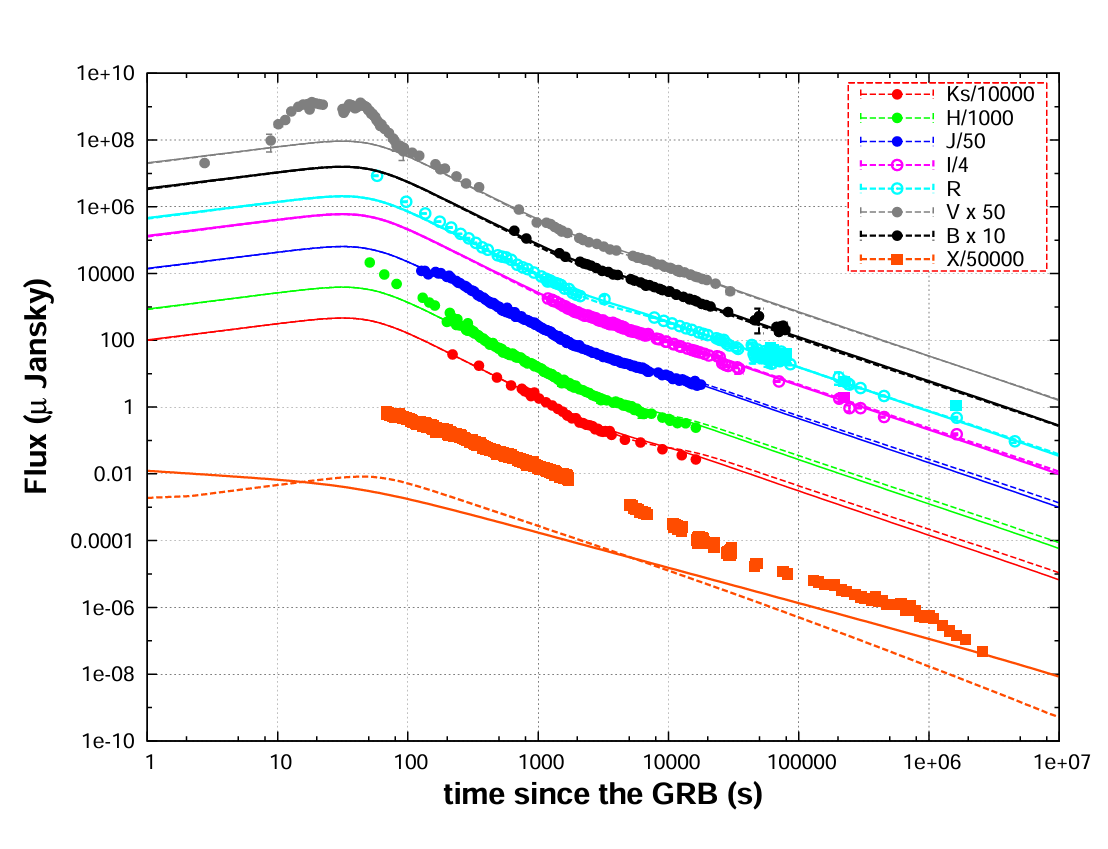 1e+10
1e+08
1e+06
10000
100
1
0.01
0.0001
1e-06
1e-08
1e-10
Flux (μ Jansky)
Ks/10000
H/1000
J/50
I/4
R
V x 50
B x 10
X/50000
1 10 100 1000 10000 100000 1e+06 1e+07
time since the GRB (s)